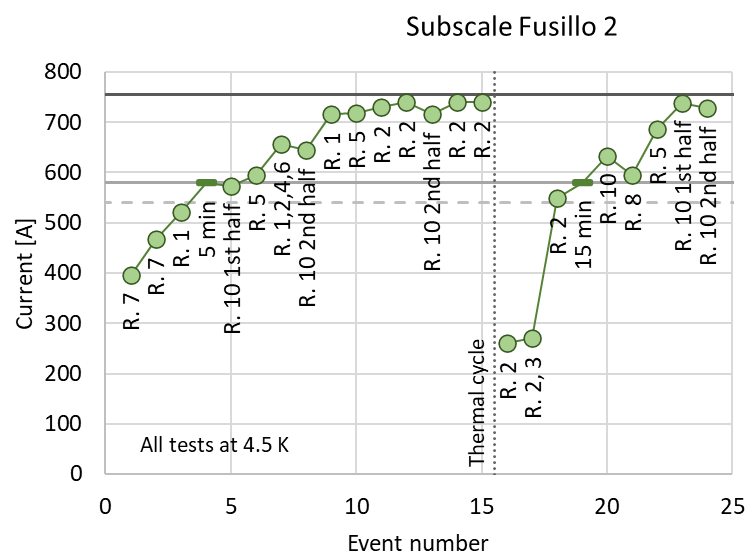 Subscale Fusillo 2
800
700
600
500
400
300
200
100
0
Current [A]
R. 7
R. 7
R. 1
5 min
R. 10 1st half
R. 5
R. 1,2,4,6
R. 10 2nd half
R. 1
R. 5
R. 2
R. 2
R. 10 2nd half
R. 2
R. 2
Thermal cycle
R. 2
R. 2, 3
R. 2
15 min
R. 10
R. 8
R. 5
R. 10 1st half
R. 10 2nd half
All tests at 4.5 K
0
5
10
15
20
25
Event number